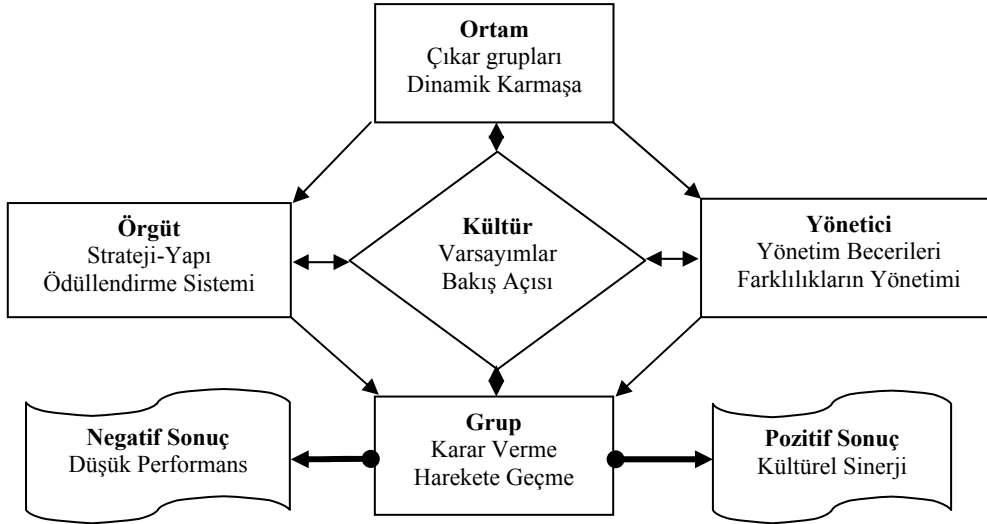 Ortam
Çıkar grupları
Dinamik Karmaşa
Örgüt
Strateji-Yapı
Ödüllendirme Sistemi
Kültür
Varsayımlar
Bakış Açısı
Yönetici
Yönetim Becerileri
Farklılıkların Yönetimi
Negatif Sonuç
Düşük Performans
Grup
Karar Verme
Harekete Geçme
Pozitif Sonuç
Kültürel Sinerji